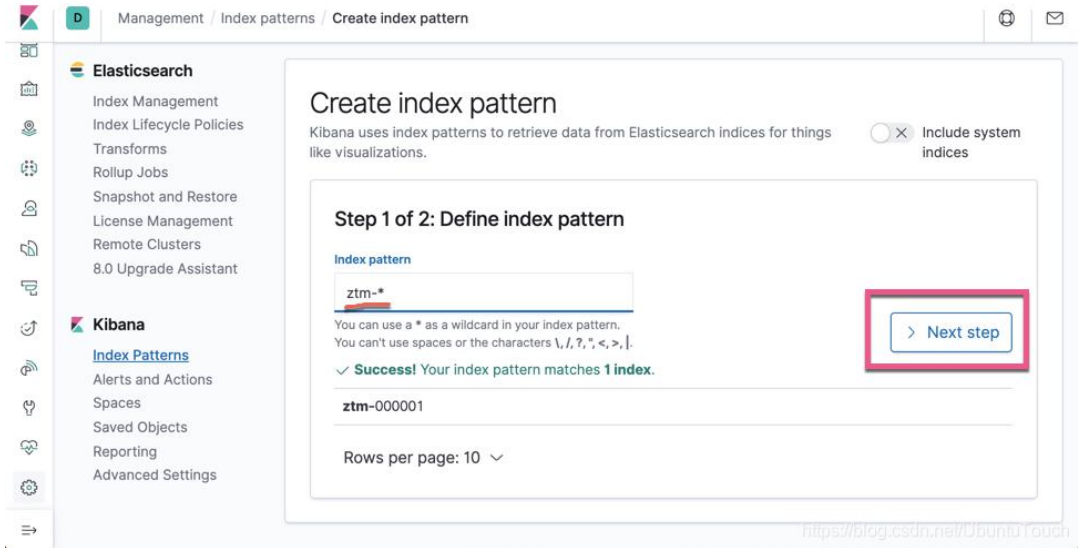 D Management / Index patterns / Create index pattern
Elasticsearch
Index Management
Index Lifecycle Policies
Transforms
Rollup Jobs
Snapshot and Restore
License Management
Remote Clusters
8.0 Upgrade Assistant
Kibana
Index Patterns
Alerts and Actions
Spaces
Saved Objects
Reporting
Advanced Settings
Create index pattern
Kibana uses index patterns to retrieve data from Elasticsearch indices for things
like visualizations.
Include system
indices
Step 1 of 2: Define index pattern
Index pattern
ztm-*
You can use a * as a wildcard in your index pattern.
You can't use spaces or the characters \, /, ?, ", <, >, |.
> Next step
Success! Your index pattern matches 1 index.
ztm-000001
Rows per page: 10
https://blog.csdn.net/UbuntuTouch